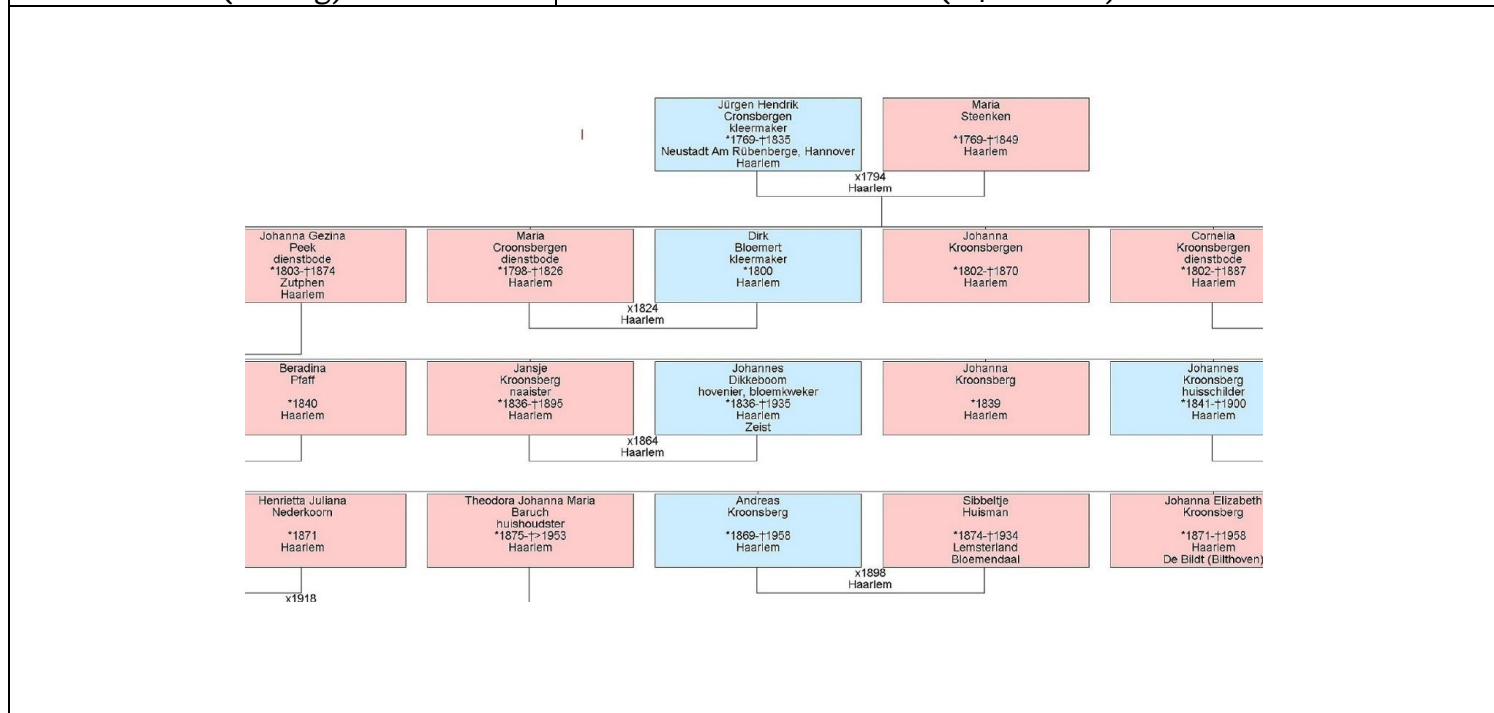 Jürgen Hendrik
Cronsbergen
kleermaker
*1769-†1835
Neustadt Am Rübenberge, Hannover
Haarlem
Maria
Steenken
*1769-†1849
Haarlem
x1794
Haarlem
Johanna Gezina
Peek
dienstbode
*1803-†1874
Zutphen
Haarlem
Maria
Croonsbergen
dienstbode
*1798-†1826
Haarlem
Dirk
Bloemert
kleermaker
*1800
Haarlem
Johanna
Kroonsbergen
*1802-†1870
Haarlem
Cornelia
Kroonsbergen
dienstbode
*1802-†1887
Haarlem
x1824
Haarlem
Beradina
Pfaff
*1840
Haarlem
Jansje
Kroonsberg
naaister
*1836-†1895
Haarlem
Johannes
Dikkeboom
hovenier, bloemkweker
*1836-†1935
Haarlem
Zeist
Johanna
Kroonsberg
*1839
Haarlem
Johannes
Kroonsberg
huisschilder
*1841-†1900
Haarlem
x1864
Haarlem
Henrietta Juliana
Nederkoorn
*1871
Haarlem
Theodora Johanna Maria
Baruch
huishoudster
*1875-†>1953
Haarlem
Andreas
Kroonsberg
*1869-†1958
Haarlem
Sibbeltje
Huisman
*1874-†1934
Lemsterland
Bloemendaal
Johanna Elizabeth
Kroonsberg
*1871-†1958
Haarlem
De Bildt (Bilthoven)
x1898
Haarlem
x1918